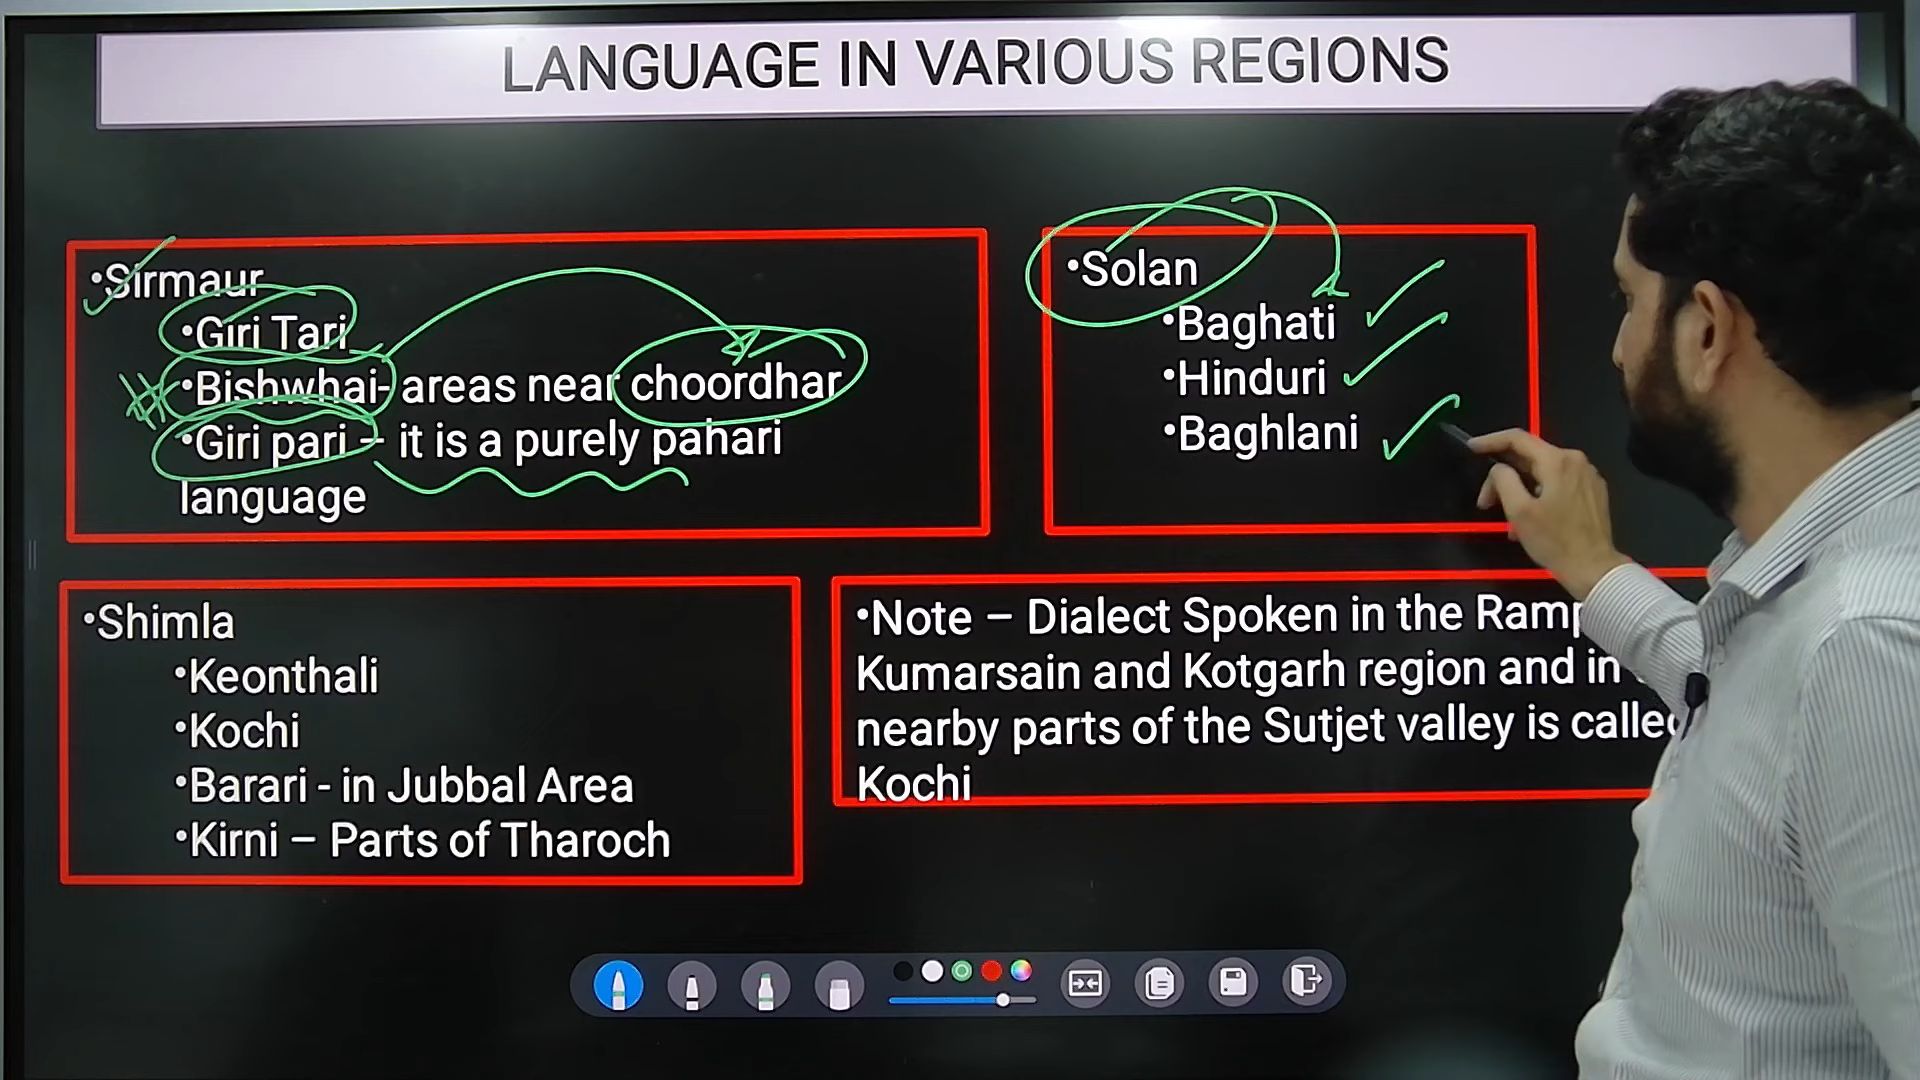 LANGUAGE IN VARIOUS REGIONS
•Sirmaur
•Giri Tari
•Bishwhai- areas near choordhar
•Giri pari – it is a purely pahari
language
•Solan
•Baghati
•Hinduri
•Baghlani
•Shimla
•Keonthali
•Kochi
•Barari - in Jubbal Area
•Kirni – Parts of Tharoch
•Note – Dialect Spoken in the
Kumarsain and Kotgarh region and in
nearby parts of the Sutjet valley is called
Kochi